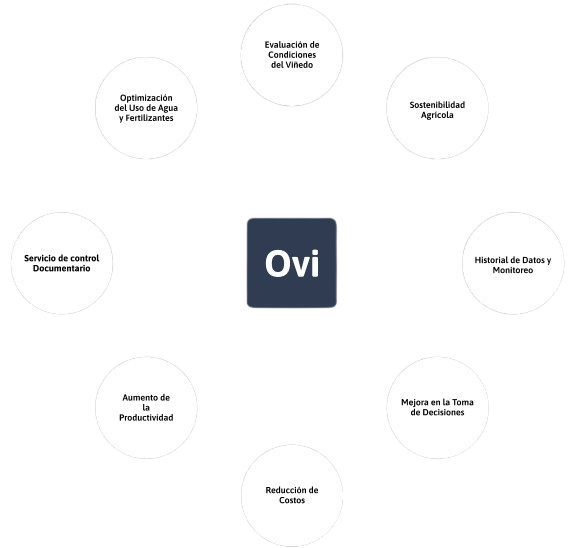 Evaluación de
Condiciones
del Viñedo
Optimización
del Uso de Agua
y Fertilizantes
Sostenibilidad
Agrícola
Servicio de control
Documentario
Ovi
Historial de Datos y
Monitoreo
Aumento de
la
Productividad
Mejora en la Toma
de Decisiones
Reducción de
Costos